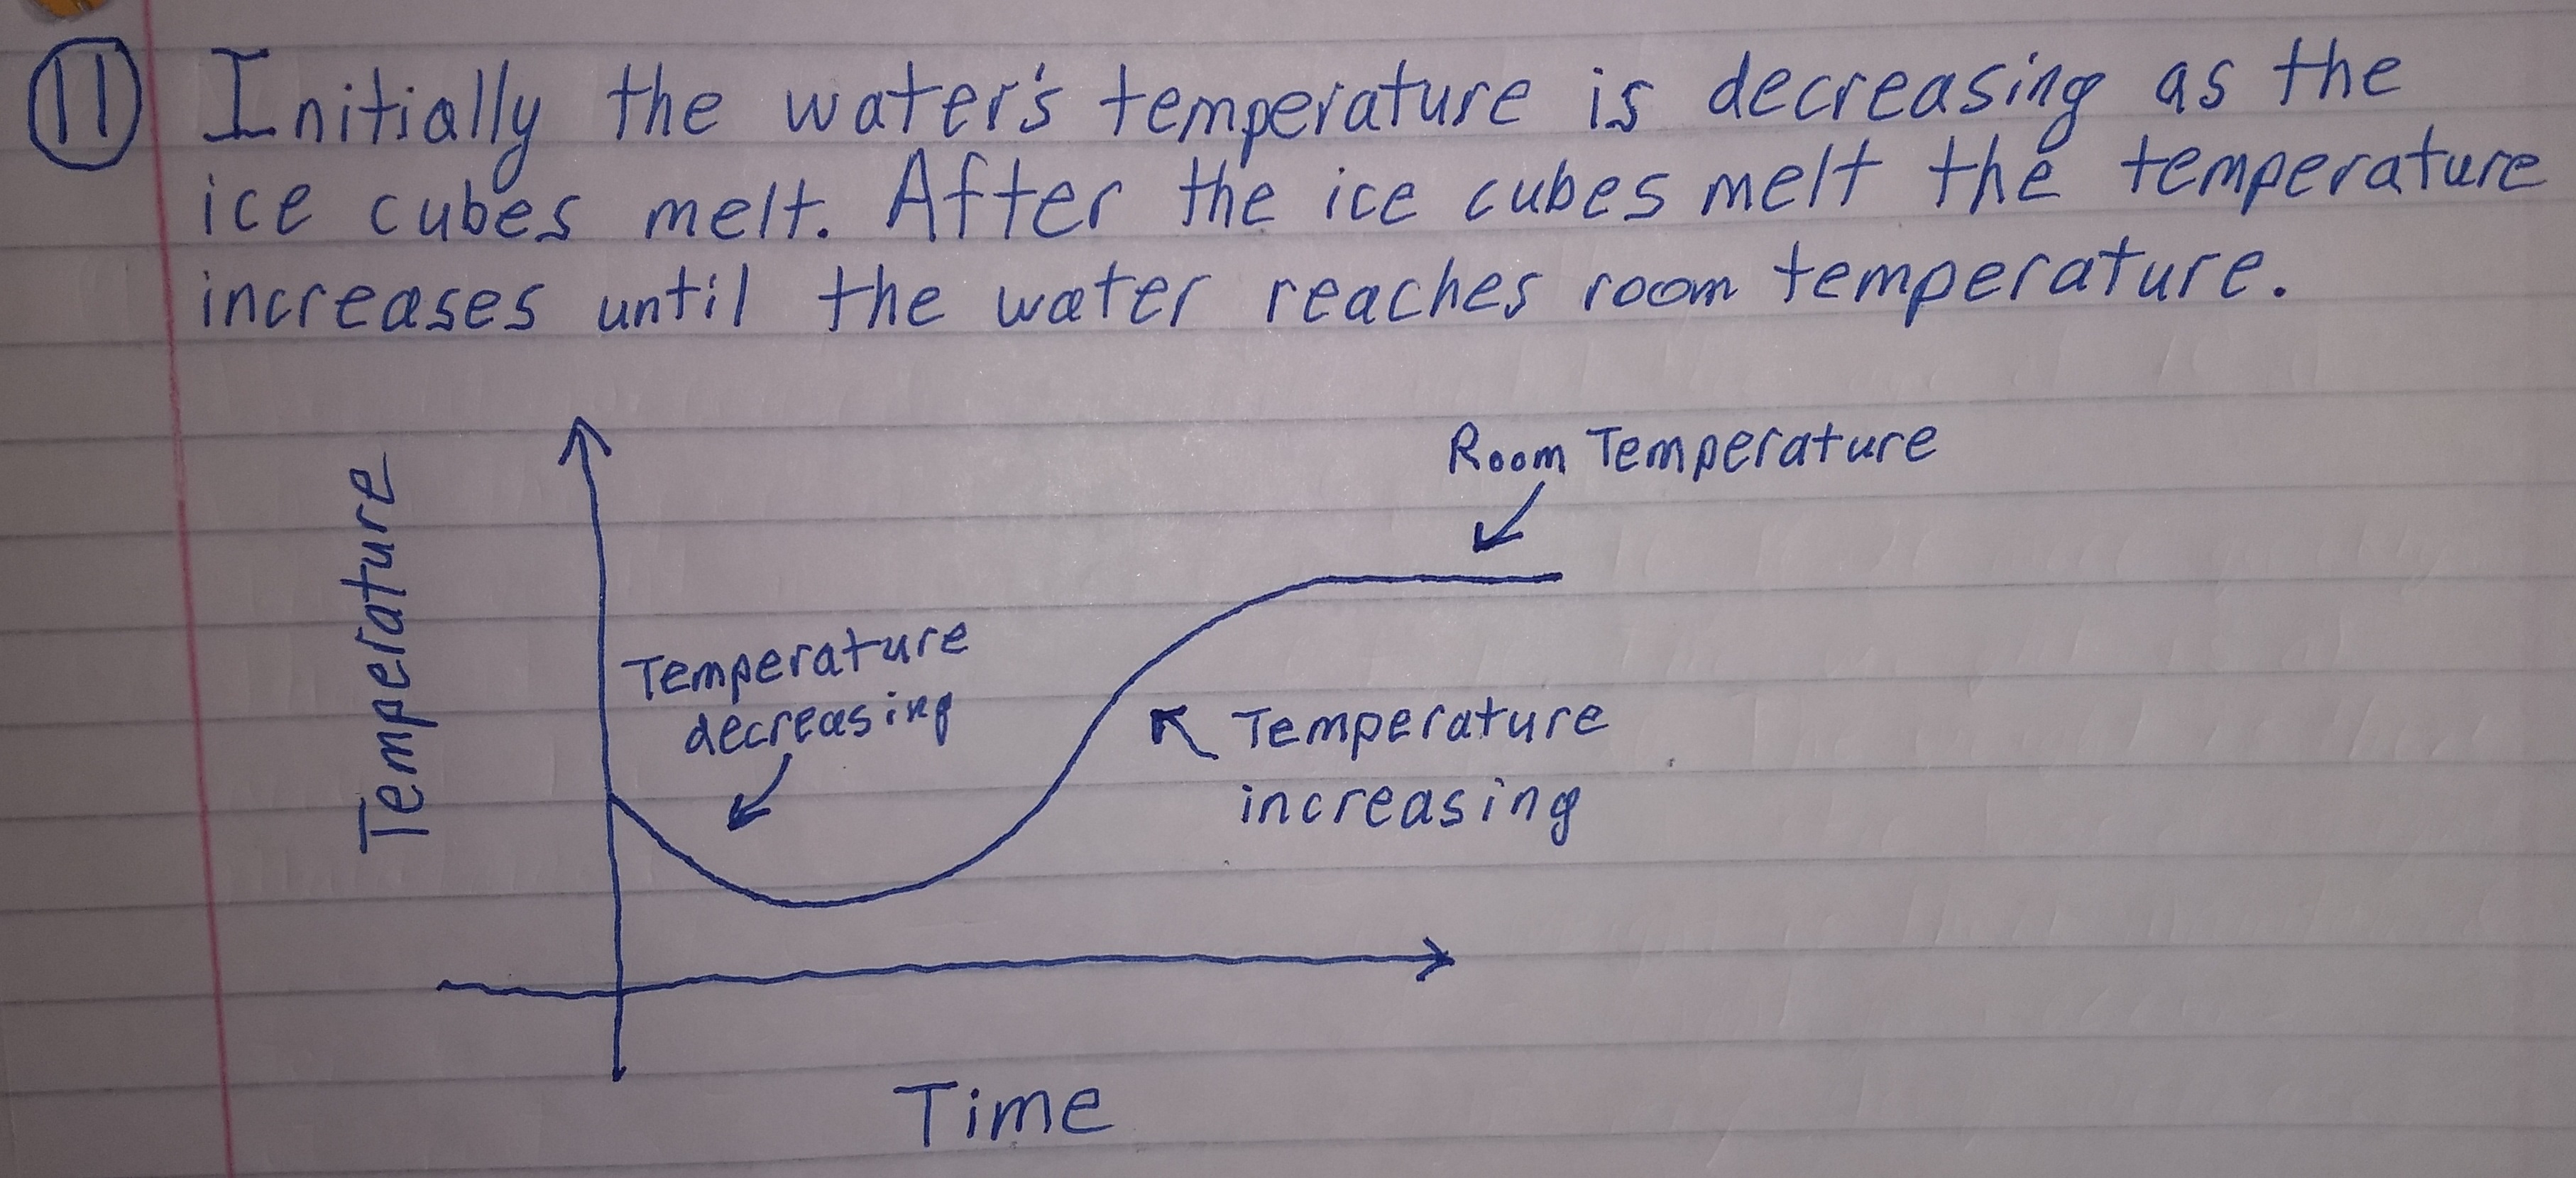 11 Initially the water's temperature is decreasing as the
ice cubes melt. After the ice cubes melt the temperature
increases until the water reaches room temperature.
Room Temperature
Temperature
Temperature
decreasing
Temperature
increasing
Time